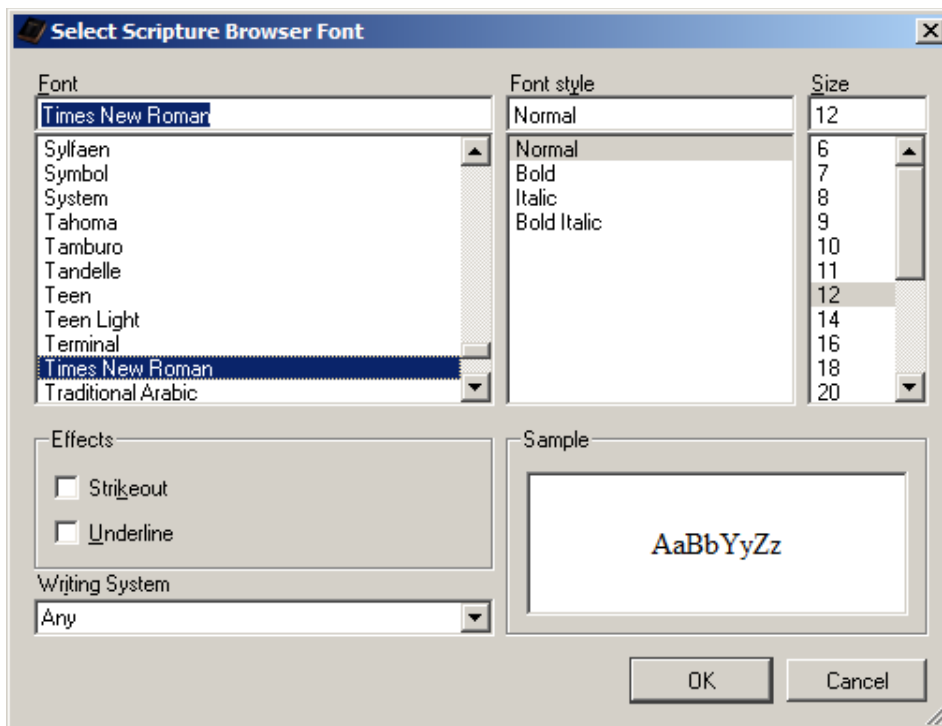 Select Scripture Browser Font
Font
Times New Roman
Sylfaen
Symbol
System
Tahoma
Tamburo
Tandelle
Teen
Teen Light
Terminal
Times New Roman
Traditional Arabic
Font style
Normal
Normal
Bold
Italic
Bold Italic
Size
12
6
7
8
9
10
11
12
14
16
18
20
Effects
Strikeout
Underline
Writing System
Any
Sample
AaBbYyZz
OK
Cancel